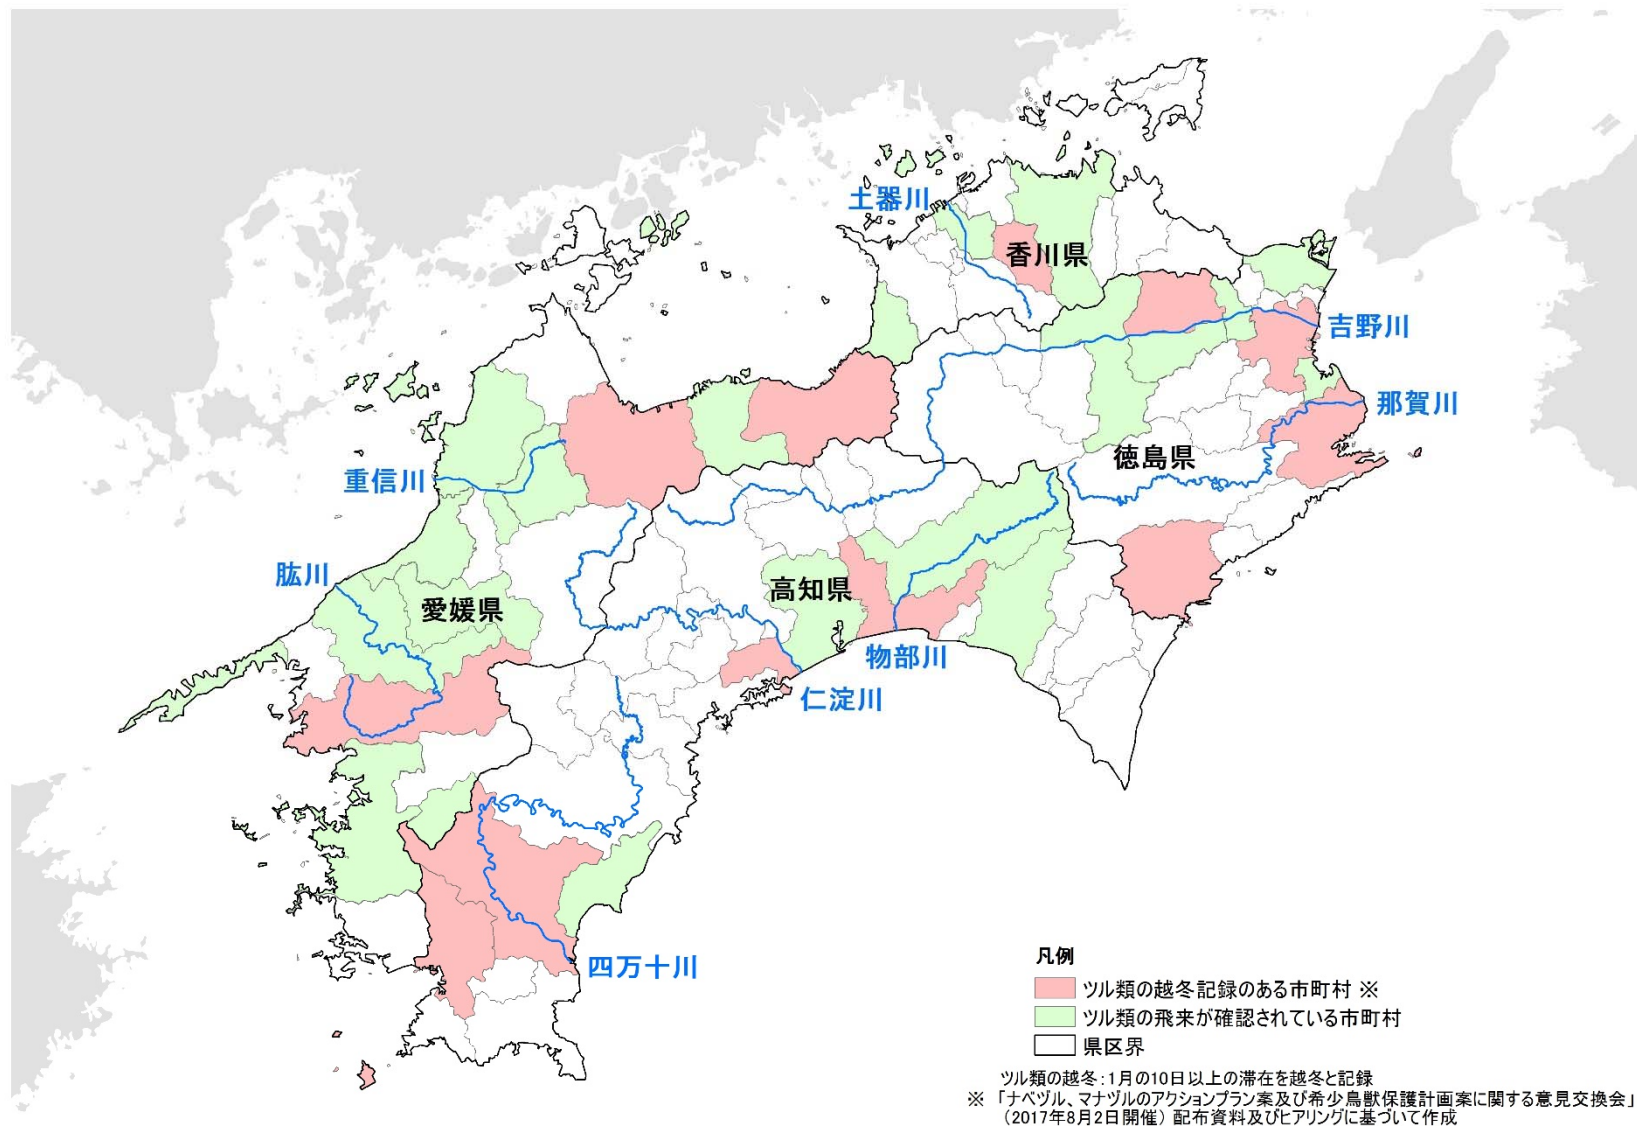 土器川
香川県
吉野川
那賀川
徳島県
重信川
肱川
愛媛県
高知県
物部川
仁淀川
四万十川
凡例
ツル類の越冬記録のある市町村 ※
ツル類の飛来が確認されている市町村
県区界
ツル類の越冬:1月の10日以上の滞在を越冬と記録
※ 「ナベヅル、マナヅルのアクションプラン案及び希少鳥獣保護計画案に関する意見交換会」
(2017年8月2日開催) 配布資料及びヒアリングに基づいて作成